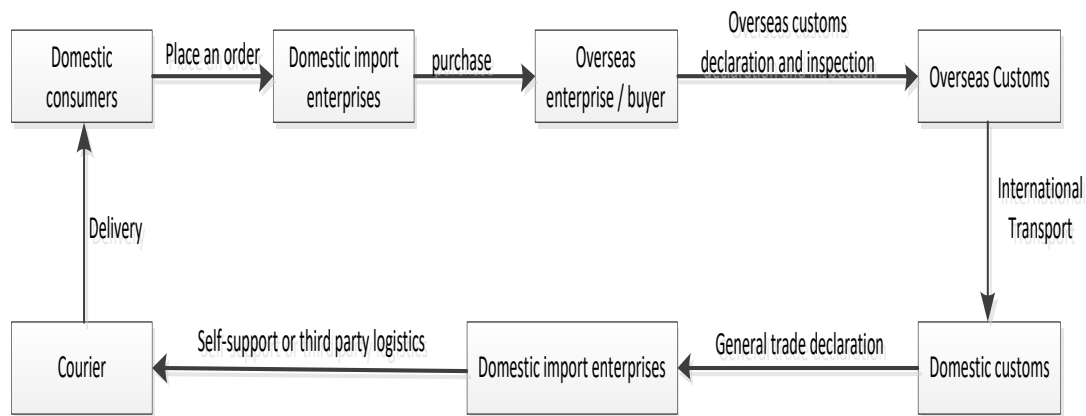 Domestic
consumers
Place an order
Domestic import
enterprises
purchase
Overseas
enterprise / buyer
Overseas customs
declaration and inspection
Overseas Customs
International
Transport
Delivery
Courier
Self-support or third party logistics
Domestic import enterprises
General trade declaration
Domestic customs